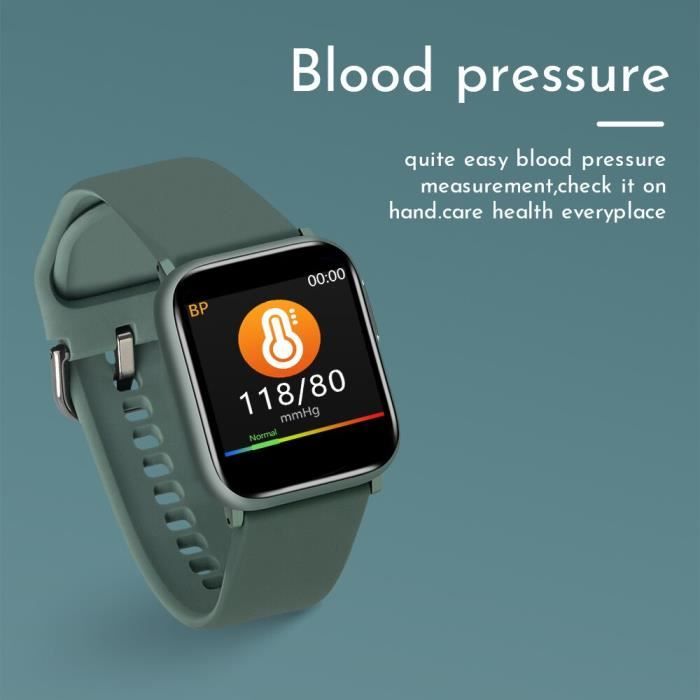 Blood pressure
quite easy blood pressure
measurement,check it on
hand.care health everyplace
00:00
BP
118/80
mmHg
Normal